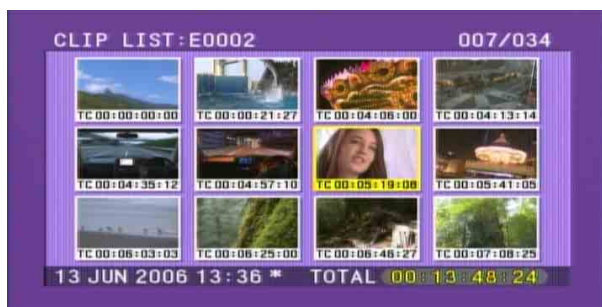 CLIP LIST:E0002 007/034
TC 00:00:00:00 TC 00:00:21:27 TC 00:04:06:00 TC 00:04:13:14
TC 00:04:35:12 TC 00:04:57:10 TC 00:05:19:08 TC 00:05:41:05
TC 00:06:03:03 TC 00:06:25:00 TC 00:06:46:27 TC 00:07:08:25
13 JUN 2006 13:36 * TOTAL 00:13:48:24